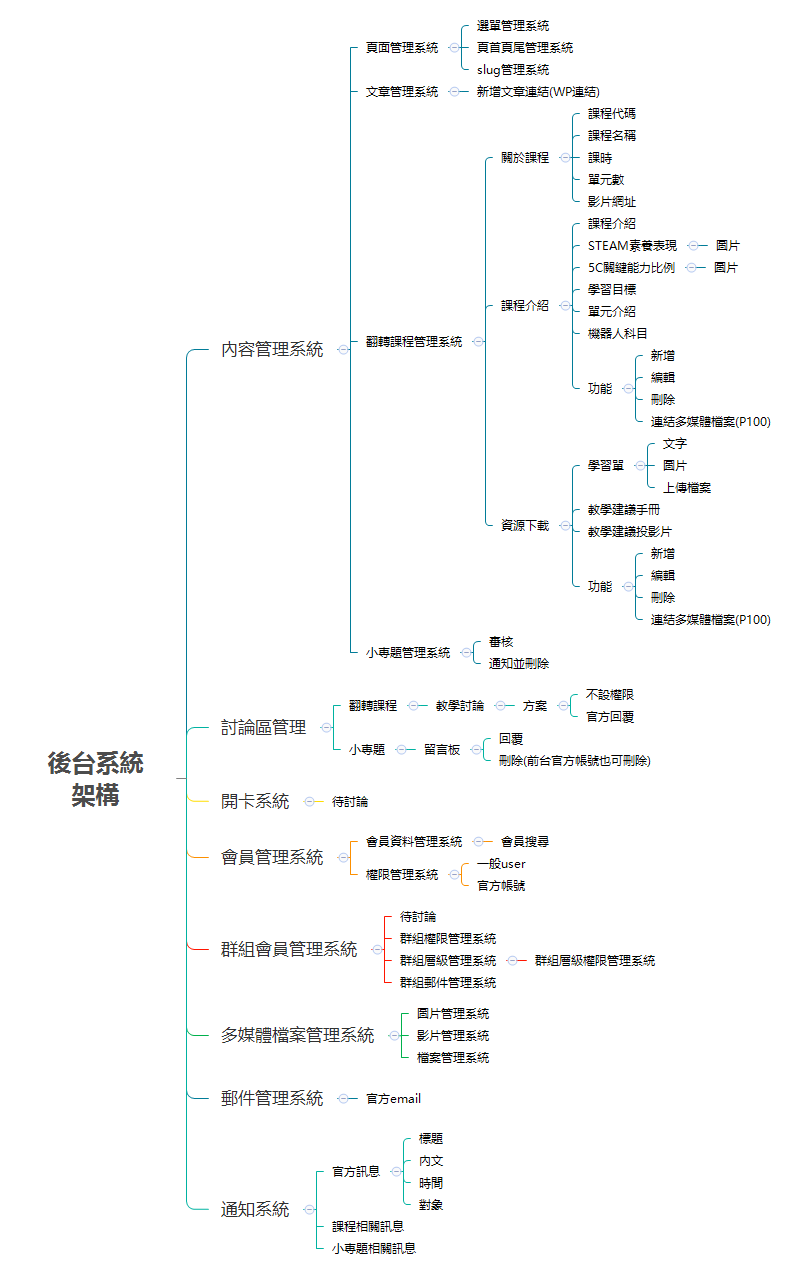 後台系統
架構
內容管理系統
頁面管理系統
選單管理系統
頁首頁尾管理系統
slug管理系統
文章管理系統
新增文章連結(WP連結)
翻轉課程管理系統
關於課程
課程代碼
課程名稱
課時
單元數
影片網址
課程介紹
課程介紹
STEAM素養表現
圖片
5C關鍵能力比例
圖片
學習目標
單元介紹
機器人科目
功能
新增
編輯
刪除
連結多媒體檔案(P100)
資源下載
學習單
文字
圖片
上傳檔案
教學建議手冊
教學建議投影片
功能
新增
編輯
刪除
連結多媒體檔案(P100)
小專題管理系統
審核
通知並刪除
討論區管理
翻轉課程
教學討論
方案
不設權限
官方回覆
小專題
留言板
回覆
刪除(前台官方帳號也可刪除)
開卡系統
待討論
會員管理系統
會員資料管理系統
會員搜尋
權限管理系統
一般user
官方帳號
群組會員管理系統
待討論
群組權限管理系統
群組層級管理系統
群組層級權限管理系統
群組郵件管理系統
多媒體檔案管理系統
圖片管理系統
影片管理系統
檔案管理系統
郵件管理系統
官方email
通知系統
官方訊息
標題
內文
時間
對象
課程相關訊息
小專題相關訊息